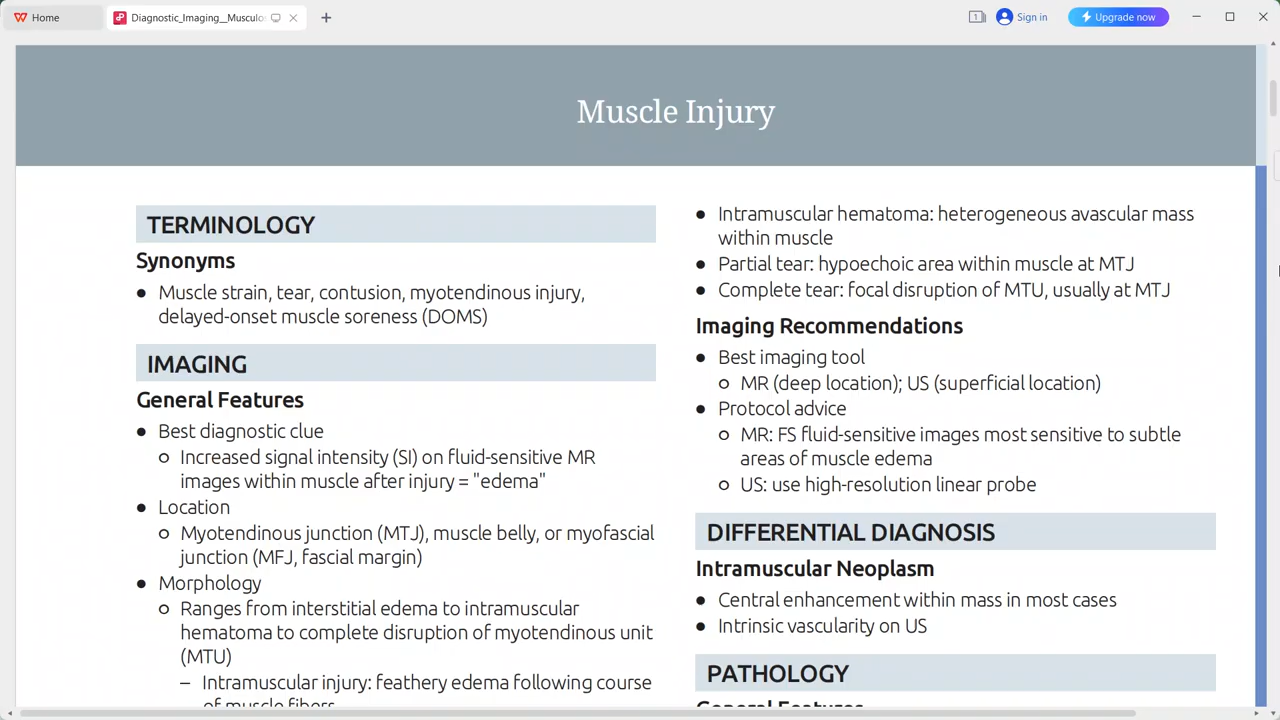 Home
Diagnostic_Imaging__Musculo
1
Sign in
Upgrade now
Muscle Injury
TERMINOLOGY
Synonyms
• Muscle strain, tear, contusion, myotendinous injury,
delayed-onset muscle soreness (DOMS)
IMAGING
General Features
• Best diagnostic clue
○ Increased signal intensity (SI) on fluid-sensitive MR
images within muscle after injury = "edema"
• Location
○ Myotendinous junction (MTJ), muscle belly, or myofascial
junction (MFJ, fascial margin)
• Morphology
○ Ranges from interstitial edema to intramuscular
hematoma to complete disruption of myotendinous unit
(MTU)
– Intramuscular injury: feathery edema following course
of muscle fibers
• Intramuscular hematoma: heterogeneous avascular mass
within muscle
• Partial tear: hypoechoic area within muscle at MTJ
• Complete tear: focal disruption of MTU, usually at MTJ
Imaging Recommendations
• Best imaging tool
○ MR (deep location); US (superficial location)
• Protocol advice
○ MR: FS fluid-sensitive images most sensitive to subtle
areas of muscle edema
○ US: use high-resolution linear probe
DIFFERENTIAL DIAGNOSIS
Intramuscular Neoplasm
• Central enhancement within mass in most cases
• Intrinsic vascularity on US
PATHOLOGY
General Features